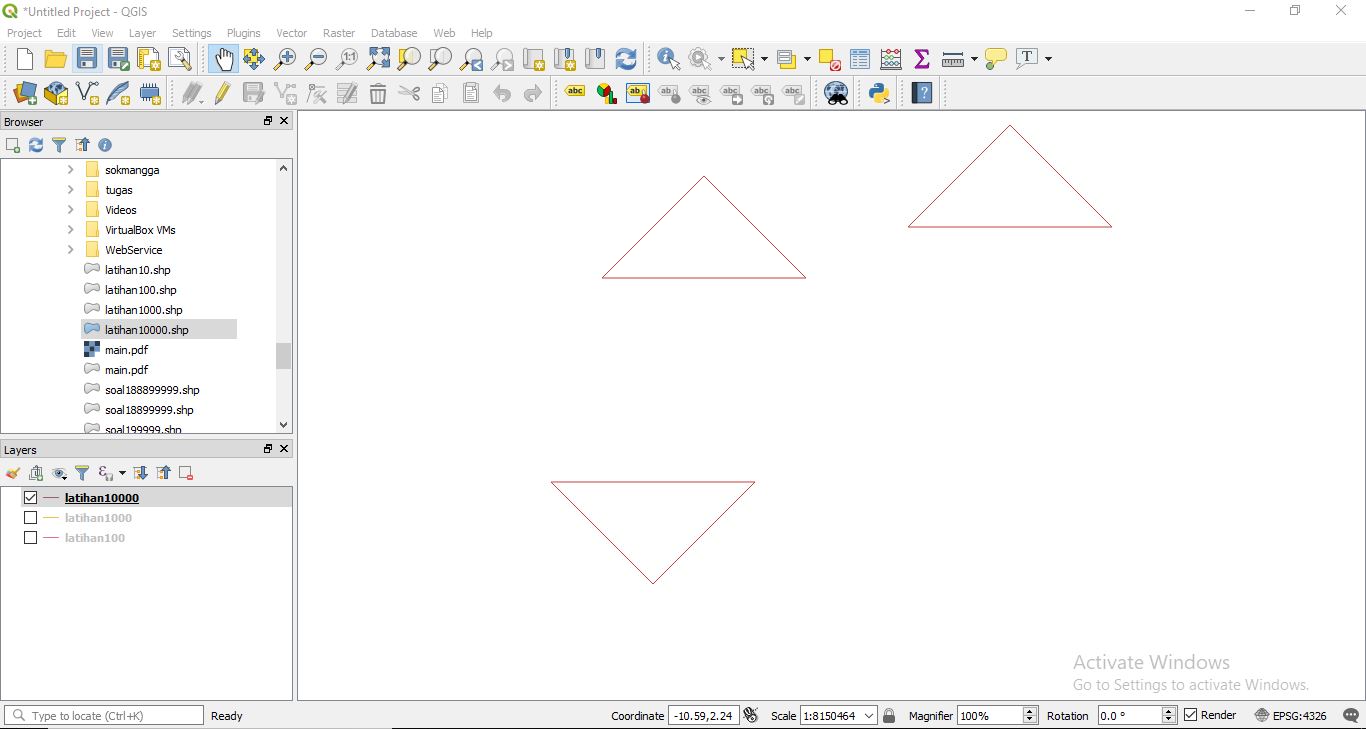 *Untitled Project - QGIS
Project Edit View Layer Settings Plugins Vector Raster Database Web Help
Browser
sokmangga
tugas
Videos
VirtualBox VMs
WebService
latihan10.shp
latihan100.shp
latihan1000.shp
latihan10000.shp
main.pdf
main.pdf
soal188899999.shp
soal18899999.shp
soal199999.shp
Layers
latihan10000
latihan1000
latihan100
Activate Windows
Go to Settings to activate Windows.
Type to locate (Ctrl+K) Ready Coordinate -10.59,2.24 Scale 1:8150464 Magnifier 100% Rotation 0.0 ° Render EPSG:4326